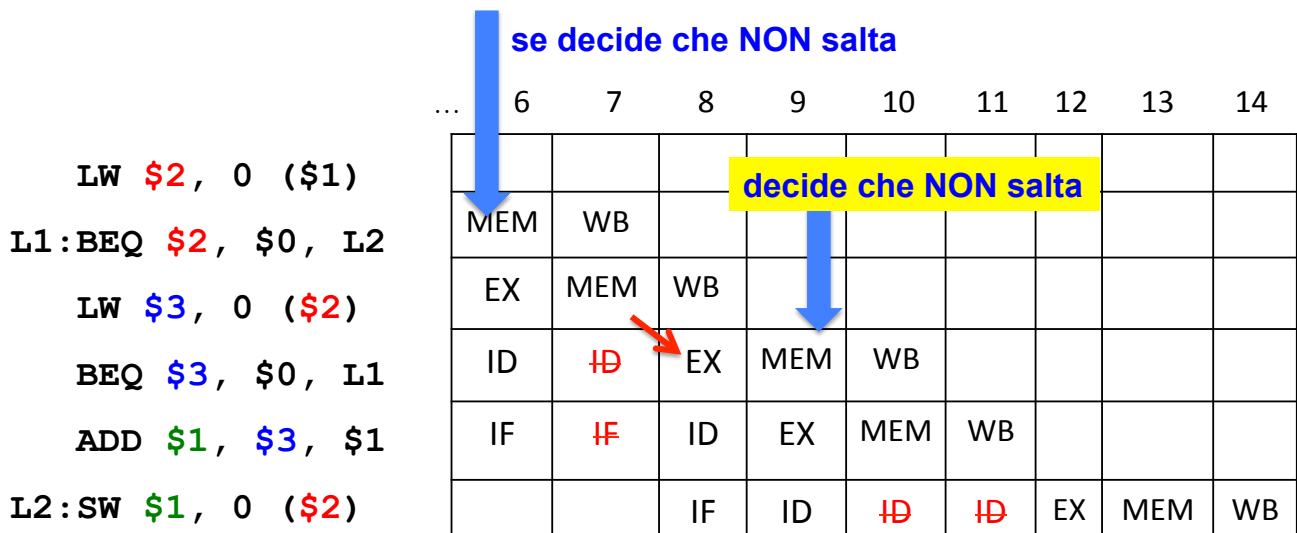 se decide che NON salta
... 6 7 8 9 10 11 12 13 14
LW $2, 0 ($1)
decide che NON salta
L1:BEQ $2, $0, L2 MEM WB
LW $3, 0 ($2) EX MEM WB
BEQ $3, $0, L1 ID ID EX MEM WB
ADD $1, $3, $1 IF IF ID EX MEM WB
L2:SW $1, 0 ($2) IF ID ID ID EX MEM WB